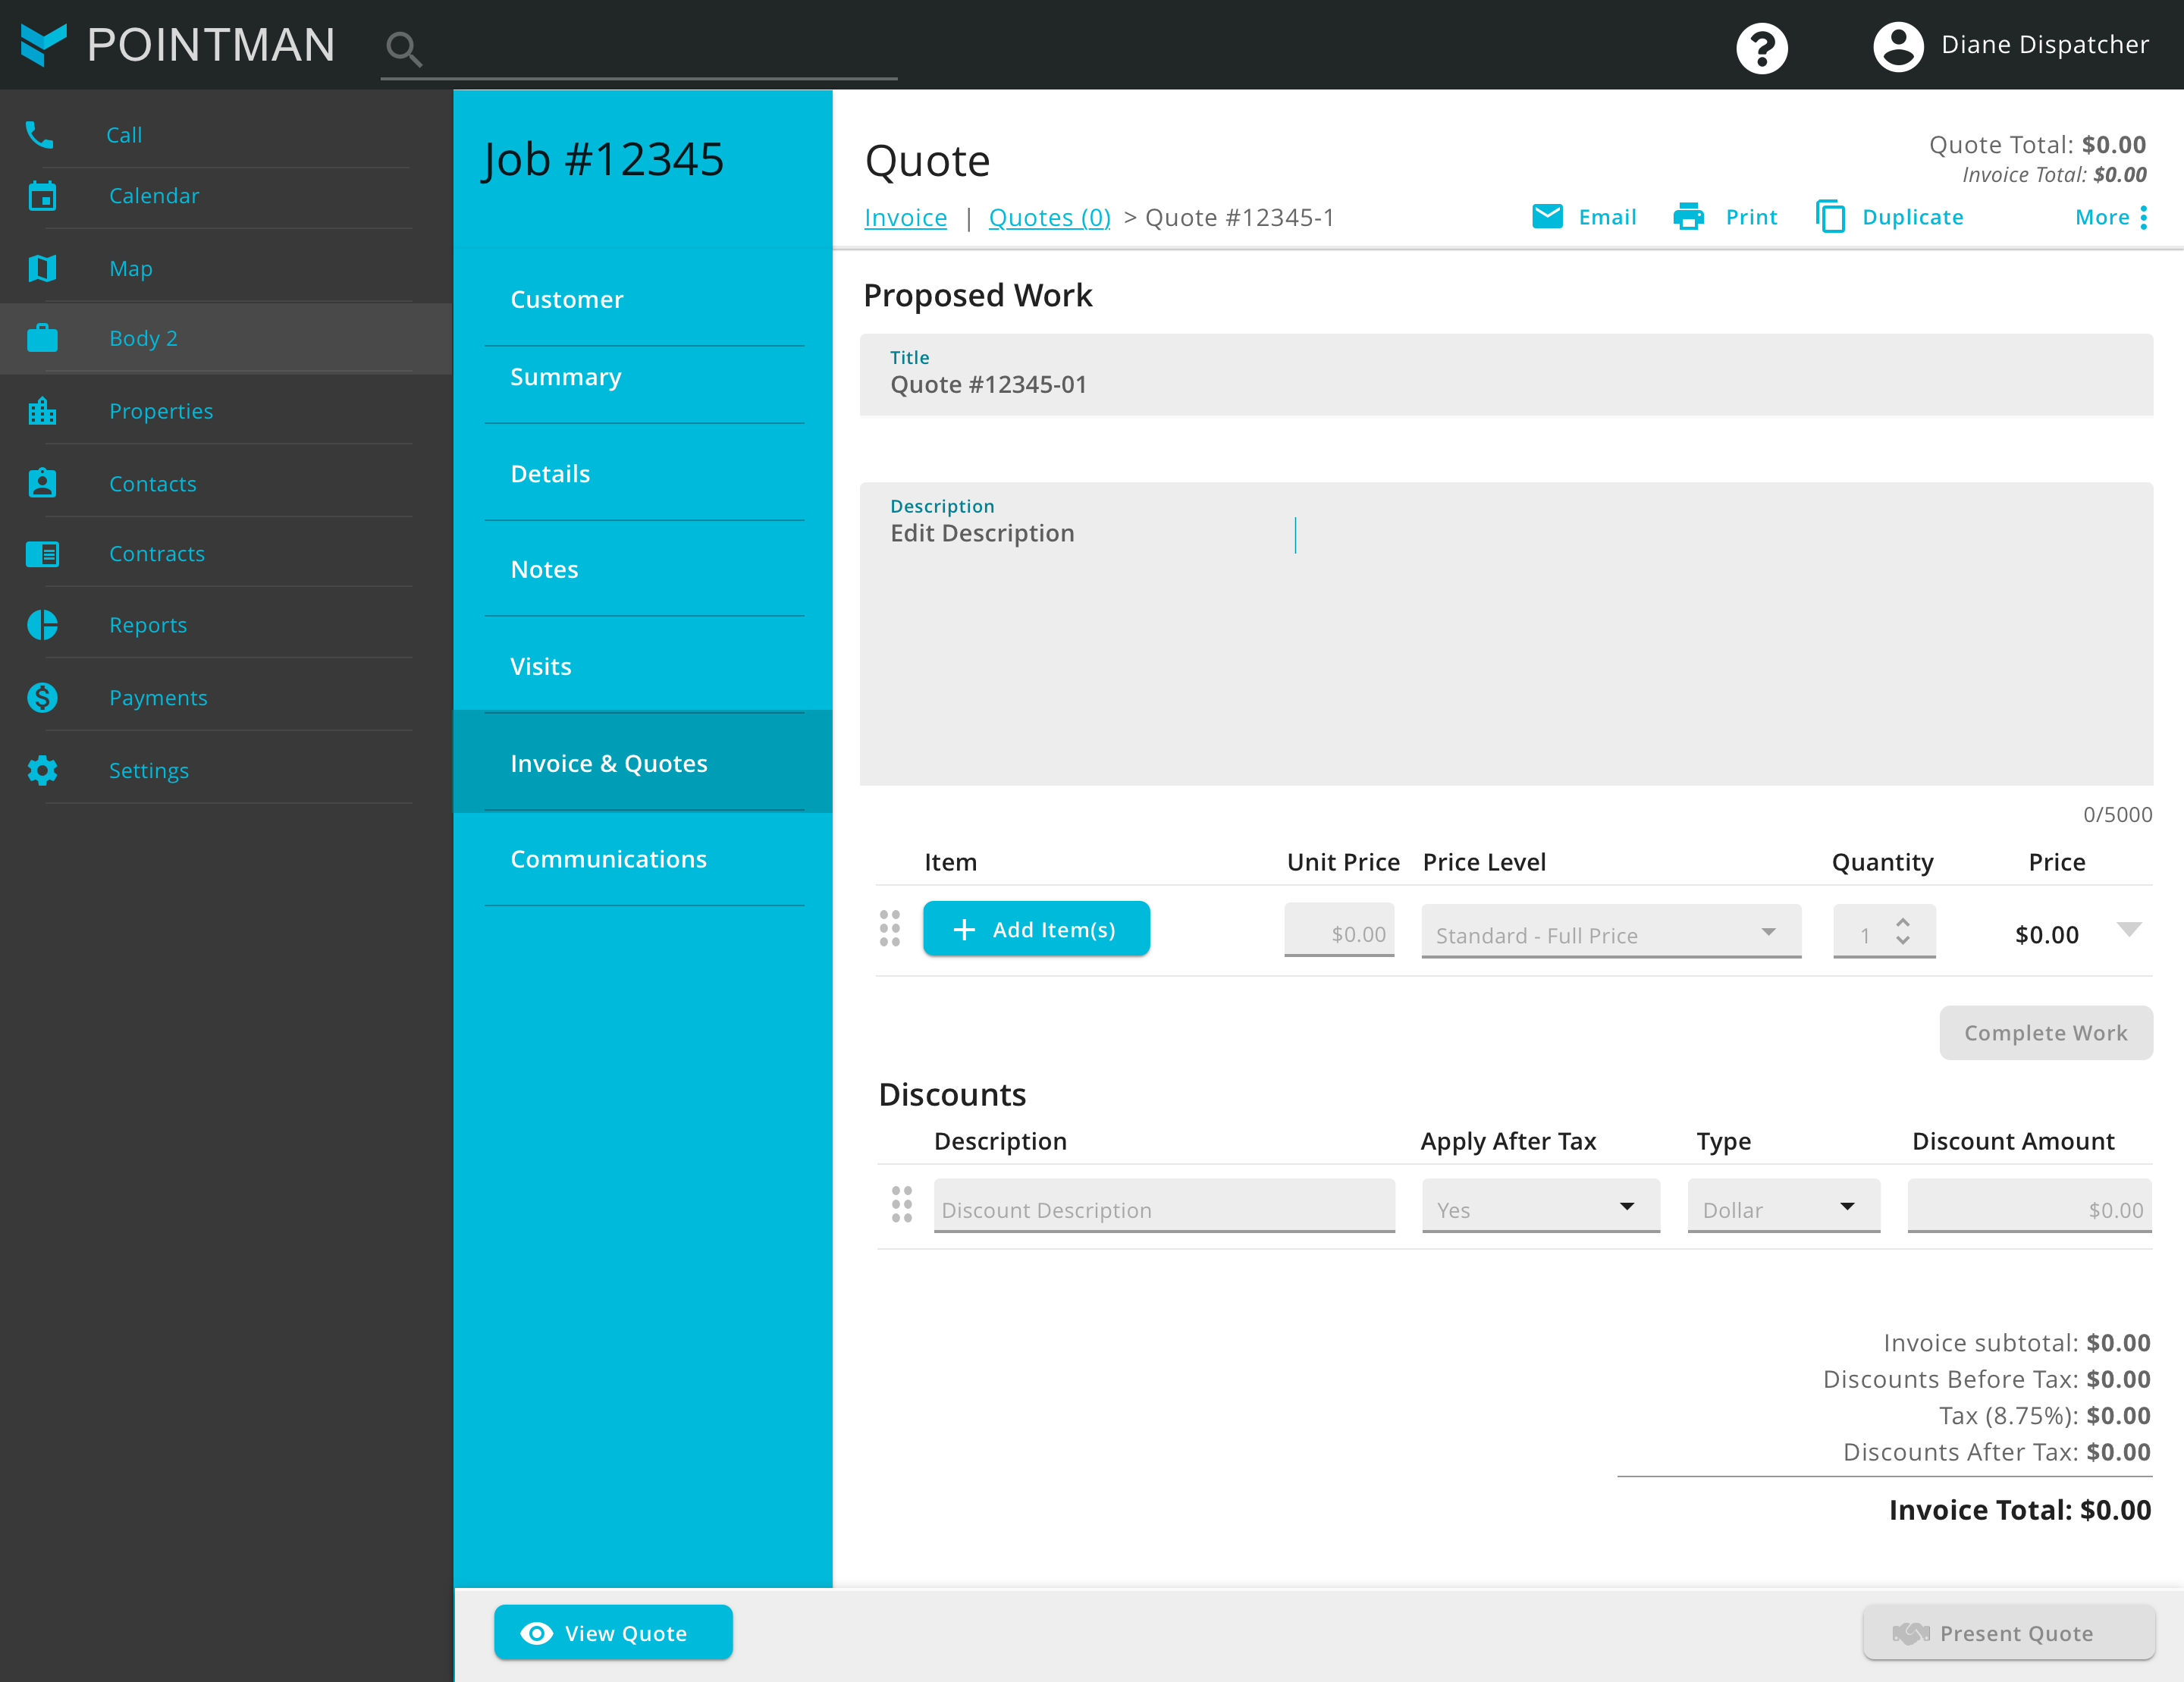 POINTMAN
Diane Dispatcher
Call
Calendar
Map
Body 2
Properties
Contacts
Contracts
Reports
Payments
Settings
Job #12345
Customer
Summary
Details
Notes
Visits
Invoice & Quotes
Communications
Quote
Quote Total: $0.00
Invoice Total: $0.00
Invoice | Quotes (0) > Quote #12345-1
Email Print Duplicate More
Proposed Work
Title
Quote #12345-01
Description
Edit Description
0/5000
Item Unit Price Price Level Quantity Price
+ Add Item(s) $0.00 Standard - Full Price 1 $0.00
Complete Work
Discounts
Description Apply After Tax Type Discount Amount
Discount Description Yes Dollar $0.00
Invoice subtotal: $0.00
Discounts Before Tax: $0.00
Tax (8.75%): $0.00
Discounts After Tax: $0.00
Invoice Total: $0.00
View Quote
Present Quote